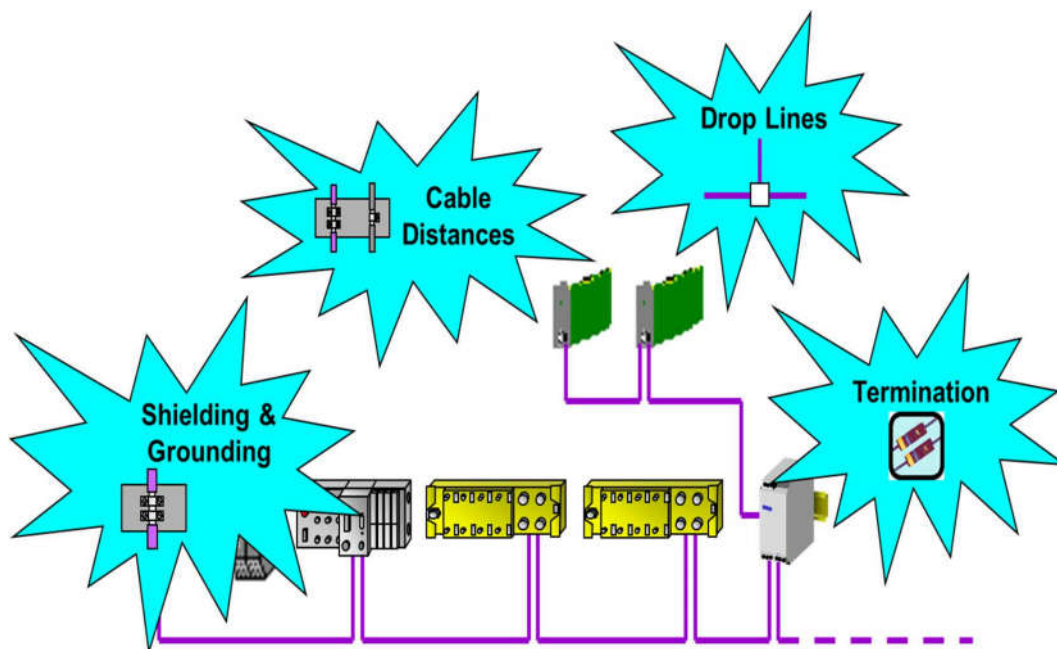 Drop Lines
Cable
Distances
Termination
Shielding &
Grounding